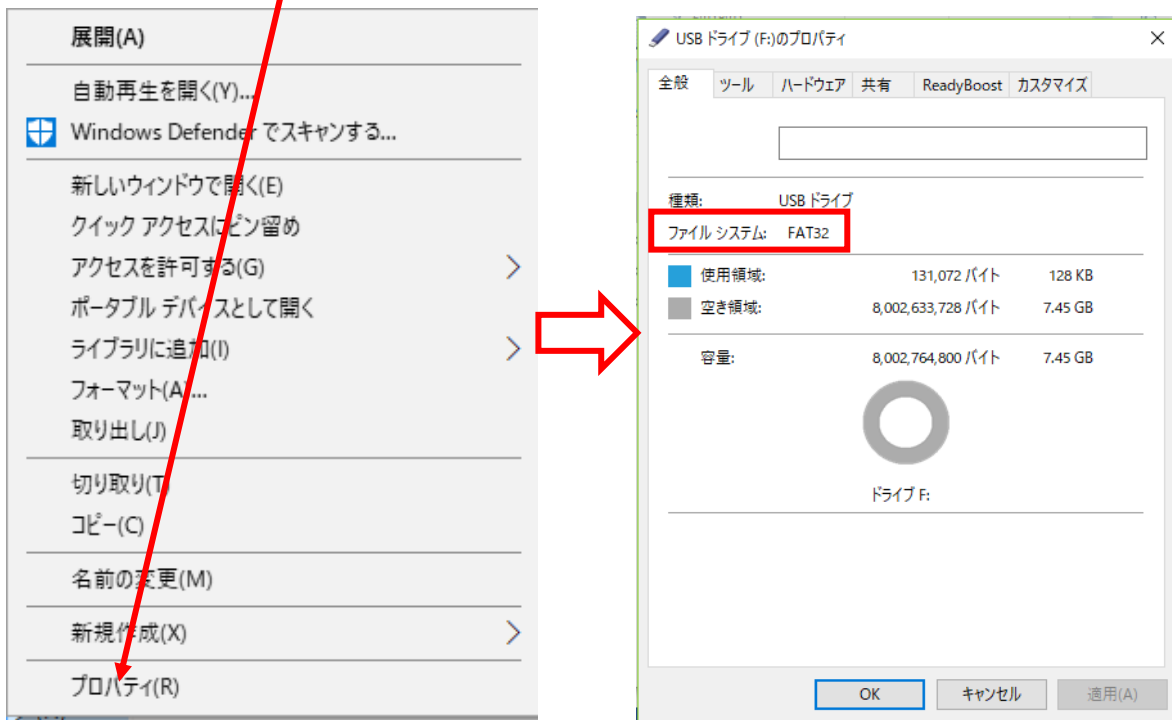 展開(A)
自動再生を開く(Y)...
Windows Defender でスキャンする...
新しいウィンドウで開く(E)
クイック アクセスにピン留め
アクセスを許可する(G)
ポータブル デバイスとして開く
ライブラリに追加(I)
フォーマット(A)...
取り出し(J)
切り取り(T)
コピー(C)
名前の変更(M)
新規作成(X)
プロパティ(R)
USB ドライブ (F:)のプロパティ
全般 ツール ハードウェア 共有 ReadyBoost カスタマイズ
種類: USB ドライブ
ファイル システム: FAT32
使用領域: 131,072 バイト 128 KB
空き領域: 8,002,633,728 バイト 7.45 GB
容量: 8,002,764,800 バイト 7.45 GB
ドライブ F:
OK キャンセル 適用(A)